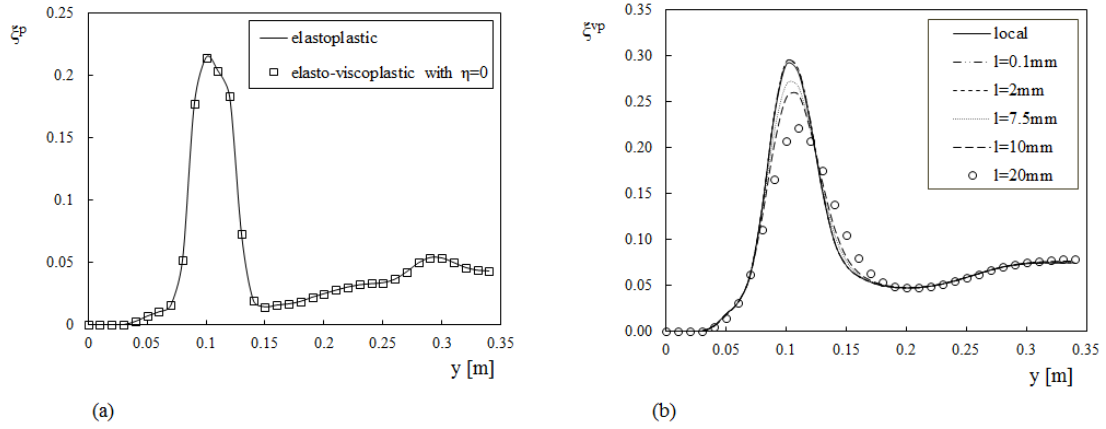 ξᵖ
0.25
0.2
0.15
0.1
0.05
0
0 0.05 0.1 0.15 0.2 0.25 0.3 0.35
y [m]
elastoplastic
elasto-viscoplastic with η=0
(a)
ξᵛᵖ
0.35
0.30
0.25
0.20
0.15
0.10
0.05
0.00
0 0.05 0.1 0.15 0.2 0.25 0.3 0.35
y [m]
local
l=0.1mm
l=2mm
l=7.5mm
l=10mm
l=20mm
(b)